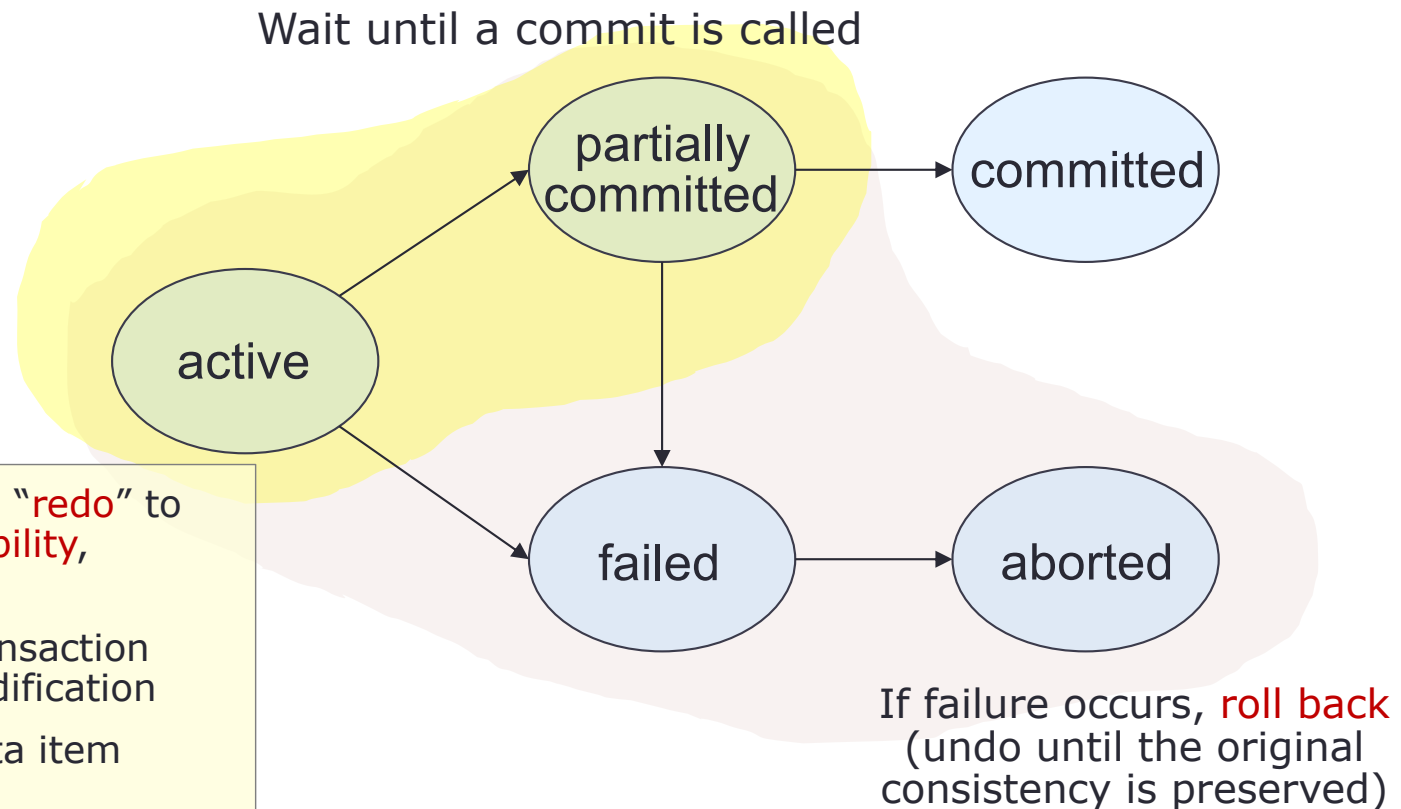 Wait until a commit is called
partially
committed
committed
active
“redo” to
bility,
nsaction
dification
ta item
failed
aborted
If failure occurs, roll back
(undo until the original
consistency is preserved)